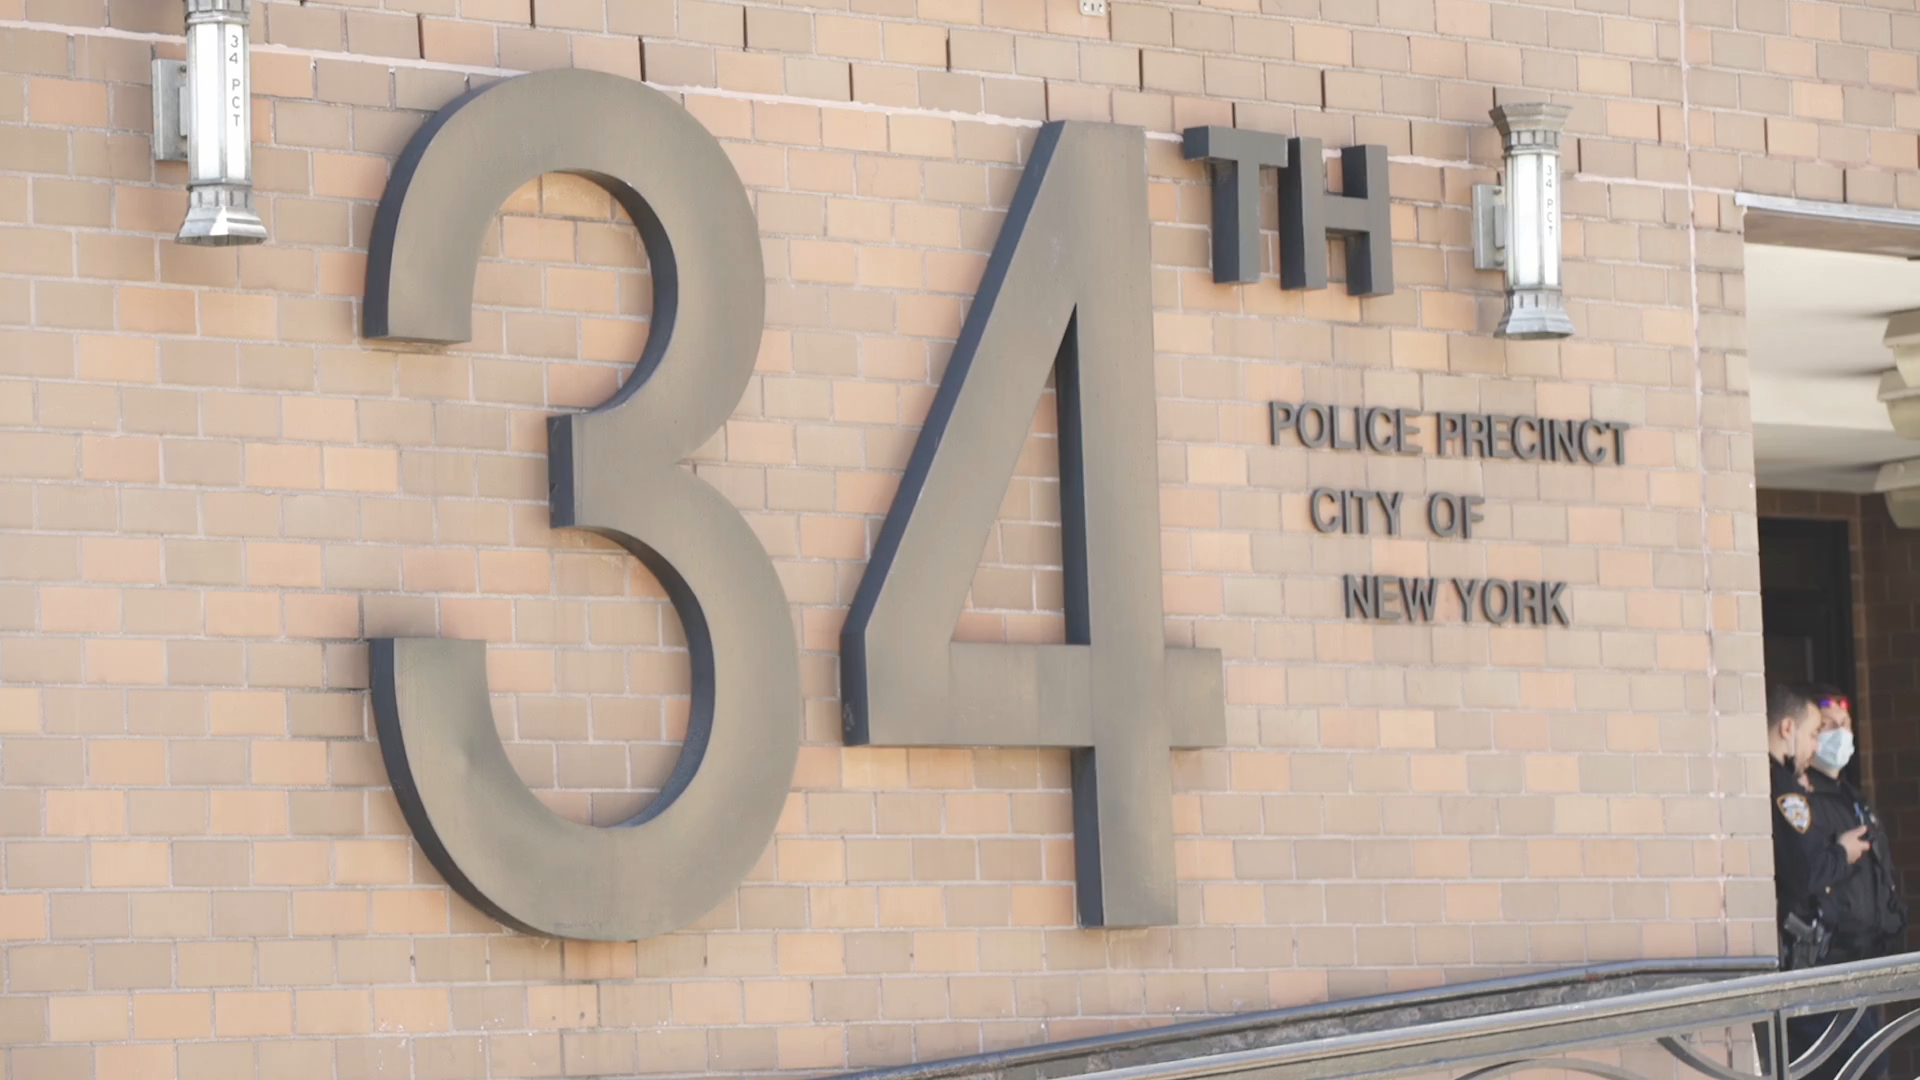 34 PCT
34TH
34 PCT
POLICE PRECINCT
CITY OF
NEW YORK